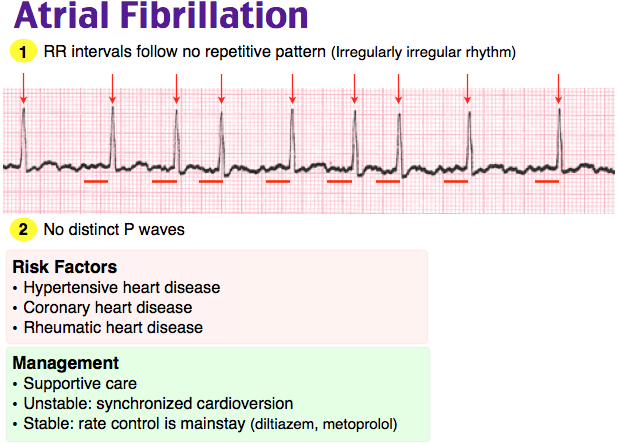 Atrial Fibrillation
1 RR intervals follow no repetitive pattern (Irregularly irregular rhythm)
2 No distinct P waves
Risk Factors
• Hypertensive heart disease
• Coronary heart disease
• Rheumatic heart disease
Management
• Supportive care
• Unstable: synchronized cardioversion
• Stable: rate control is mainstay (diltiazem, metoprolol)